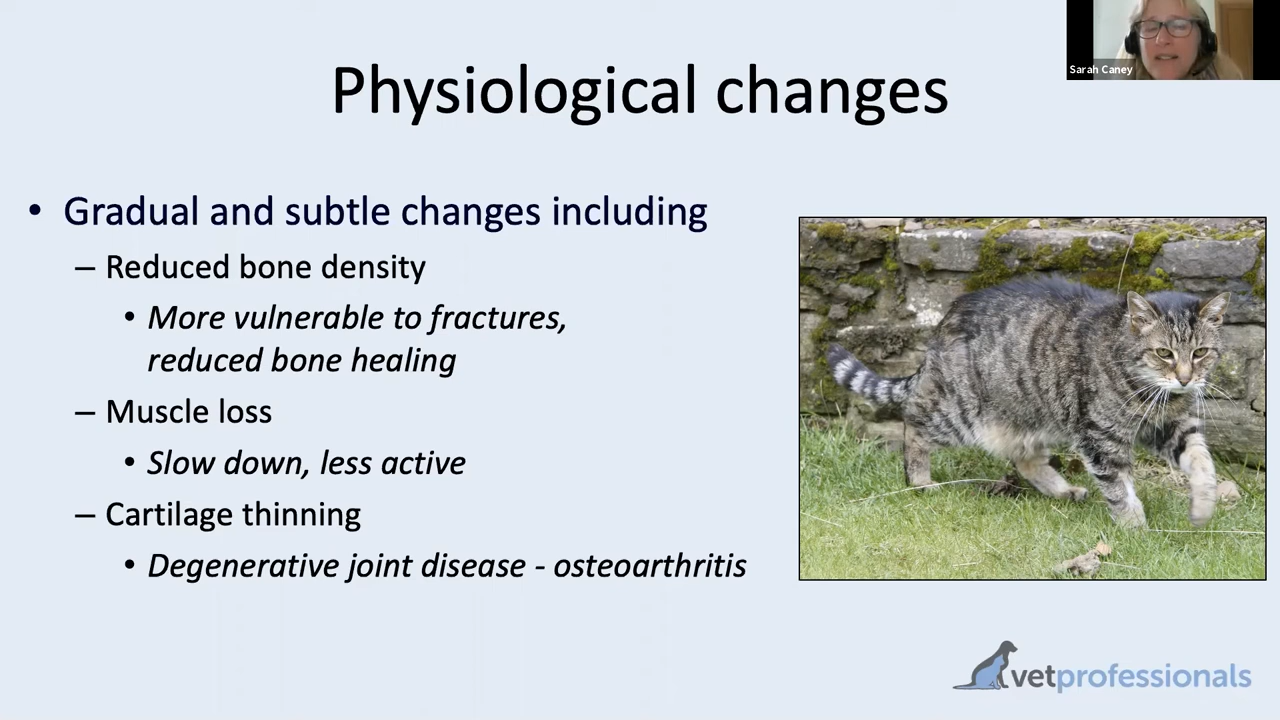 Sarah Caney
Physiological changes
• Gradual and subtle changes including
– Reduced bone density
• More vulnerable to fractures,
reduced bone healing
– Muscle loss
• Slow down, less active
– Cartilage thinning
• Degenerative joint disease - osteoarthritis
vetprofessionals